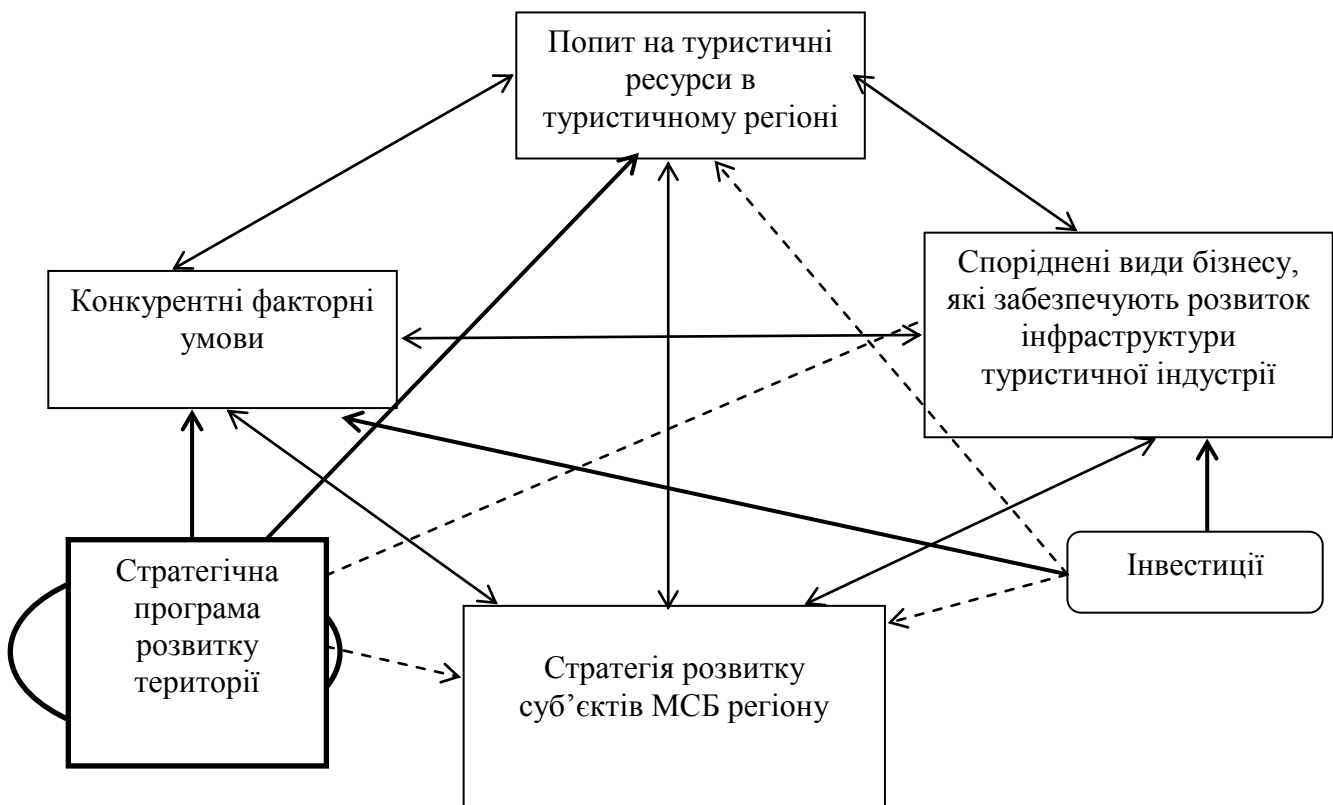 Попит на туристичні
ресурси в
туристичному регіоні
Конкурентні факторні
умови
Споріднені види бізнесу,
які забезпечують розвиток
інфраструктури
туристичної індустрії
Стратегічна
програма
розвитку
території
Інвестиції
Стратегія розвитку
суб’єктів МСБ регіону